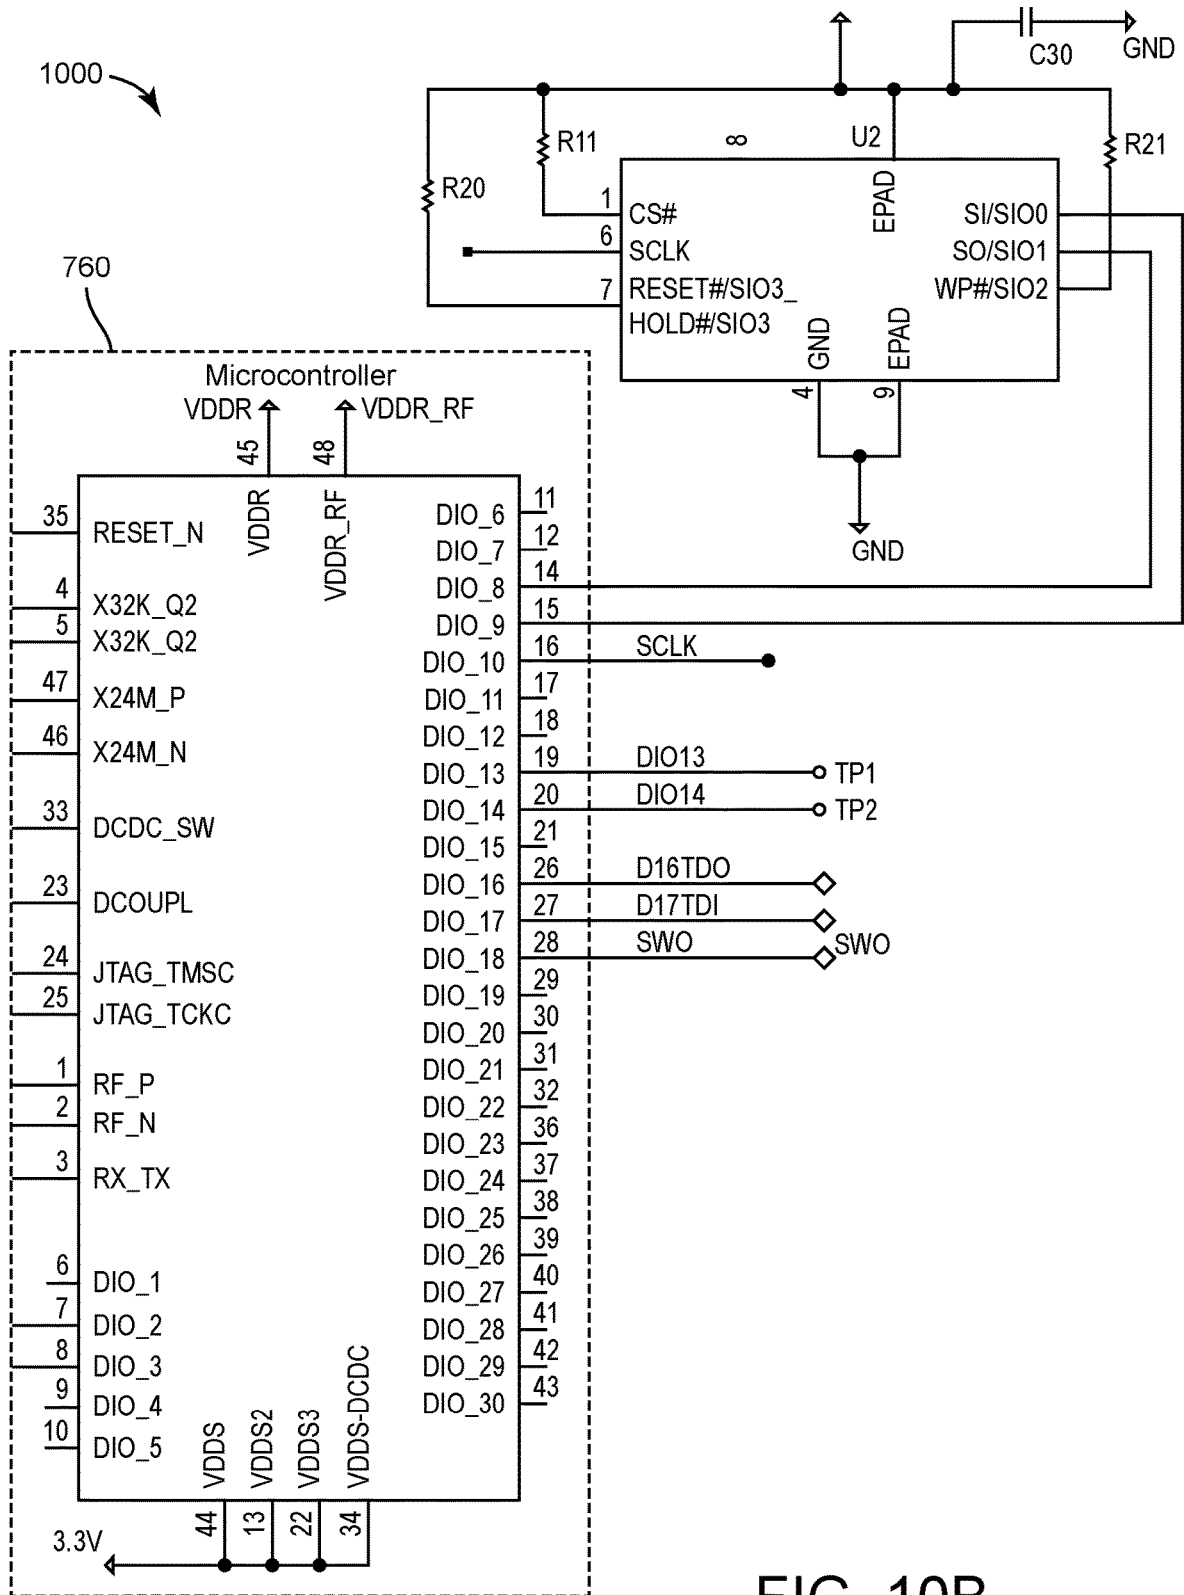 1000
C30
GND
R11
8
U2
R21
R20
1
CS#
EPAD
SI/SIO0
6
SCLK
SO/SIO1
7
RESET#/SIO3_
HOLD#/SIO3
WP#/SIO2
GND
EPAD
4
9
GND
760
Microcontroller
VDDR
VDDR_RF
45
48
VDDR
VDDR_RF
35
RESET_N
4
X32K_Q2
5
X32K_Q2
47
X24M_P
46
X24M_N
33
DCDC_SW
23
DCOUPL
24
JTAG_TMSC
25
JTAG_TCKC
1
RF_P
2
RF_N
3
RX_TX
6
DIO_1
7
DIO_2
8
DIO_3
9
DIO_4
10
DIO_5
DIO_6 11
DIO_7 12
DIO_8 14
DIO_9 15
DIO_10 16 SCLK
DIO_11 17
DIO_12 18
DIO_13 19 DIO13 TP1
DIO_14 20 DIO14 TP2
DIO_15 21
DIO_16 26 D16TDO
DIO_17 27 D17TDI
DIO_18 28 SWO SWO
DIO_19 29
DIO_20 30
DIO_21 31
DIO_22 32
DIO_23 36
DIO_24 37
DIO_25 38
DIO_26 39
DIO_27 40
DIO_28 41
DIO_29 42
DIO_30 43
VDDS
VDDS2
VDDS3
VDDS-DCDC
44
13
22
34
3.3V
FIG. 10B